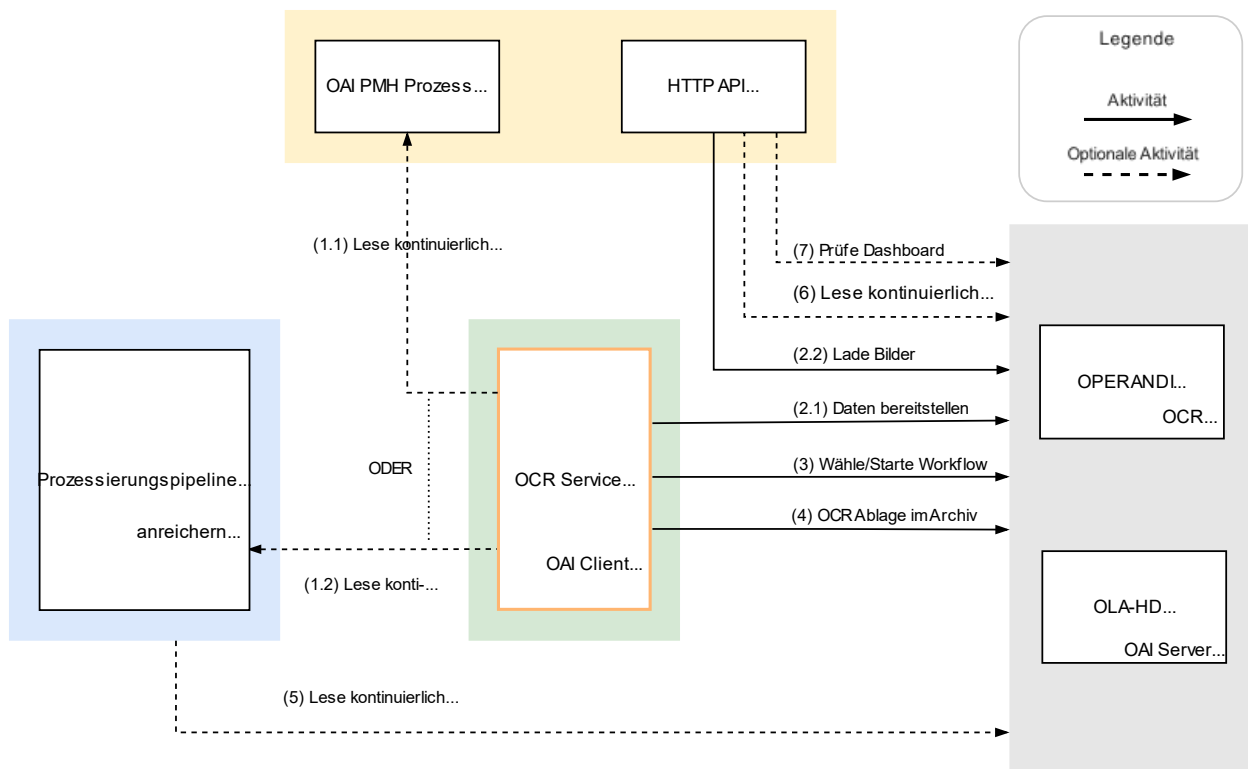 OAI PMH Prozess...
HTTP API...
Legende
Aktivität
Optionale Aktivität
(1.1) Lese kontinuierlich...
(7) Prüfe Dashboard
(6) Lese kontinuierlich...
(2.2) Lade Bilder
(2.1) Daten bereitstellen
(3) Wähle/Starte Workflow
(4) OCR Ablage im Archiv
OPERANDI...
OCR...
Prozessierungspipeline...
anreichern...
ODER
OCR Service...
OAI Client...
(1.2) Lese konti-...
OLA-HD...
OAI Server...
(5) Lese kontinuierlich...